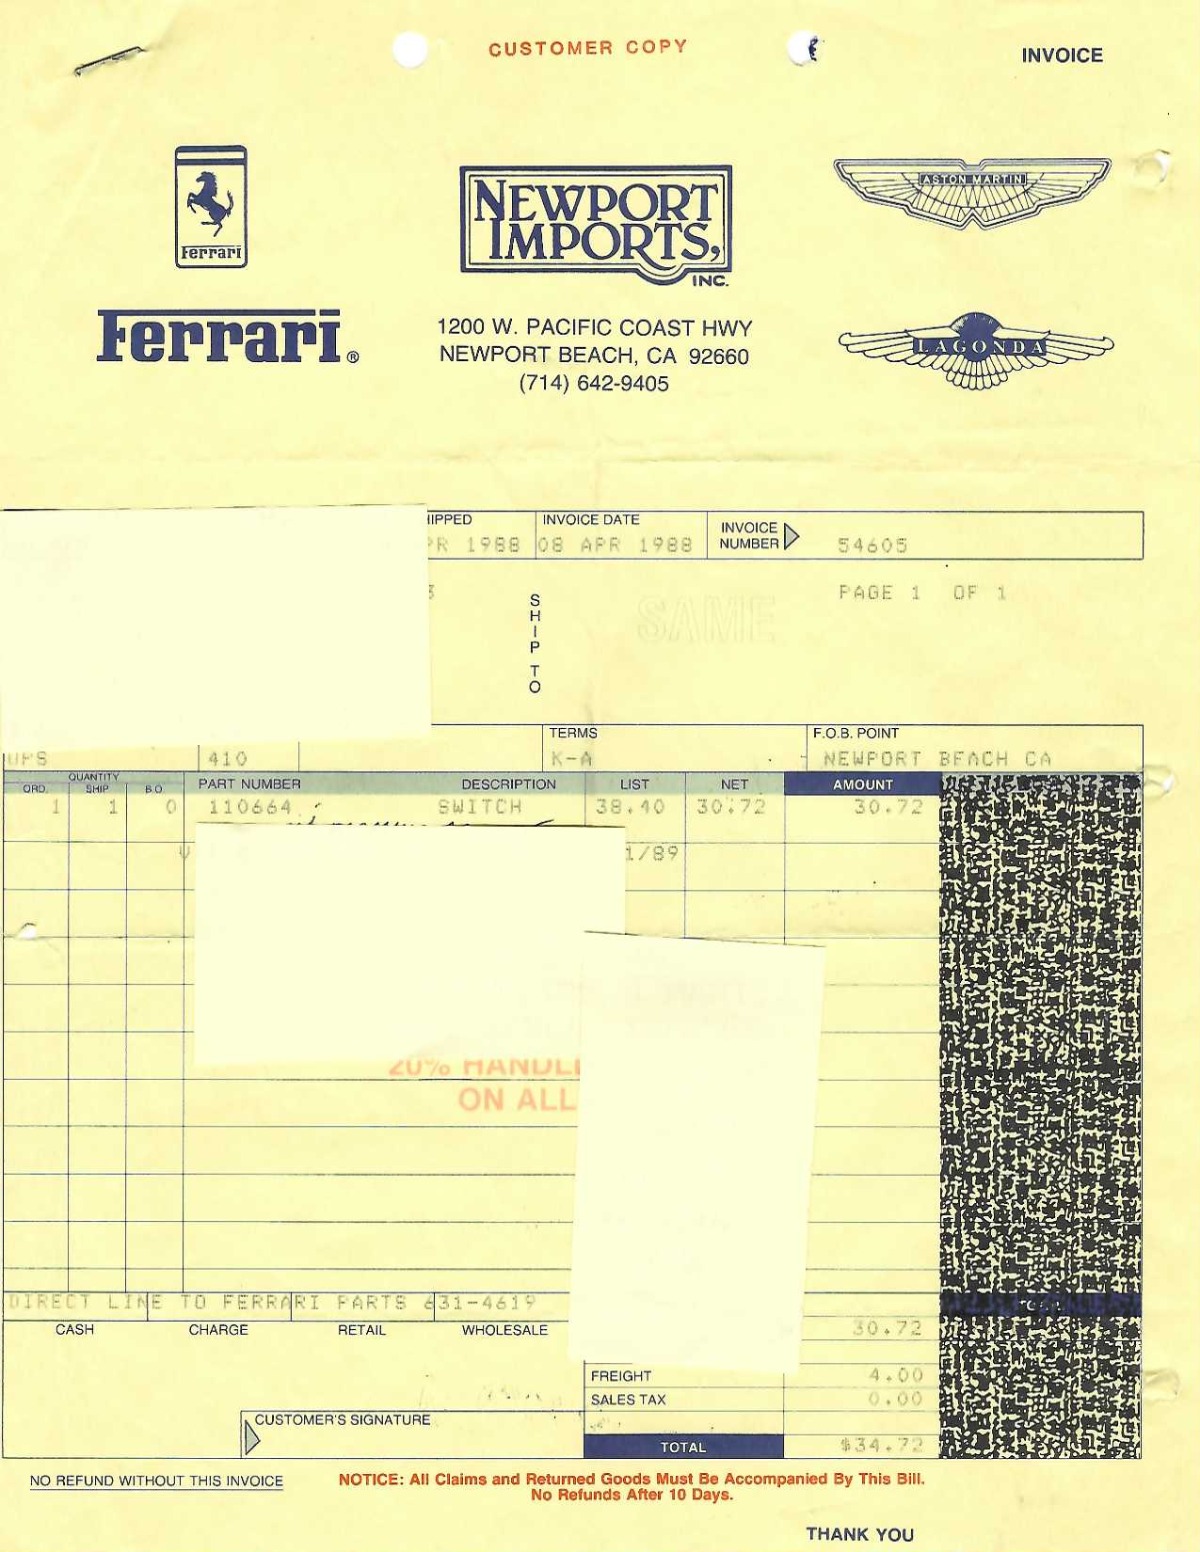 CUSTOMER COPY
INVOICE
Ferrari
NEWPORT
IMPORTS,
INC.
ASTON MARTIN
Ferrari®
1200 W. PACIFIC COAST HWY
NEWPORT BEACH, CA 92660
(714) 642-9405
LAGONDA
IPPED INVOICE DATE INVOICE NUMBER
PR 1988 08 APR 1988 54605
PAGE 1 OF 1
SHIP TO
SAME
TERMS F.O.B. POINT
UPS 410 K-A NEWPORT BEACH CA
QUANTITY
ORD. SHIP B.O. PART NUMBER DESCRIPTION LIST NET AMOUNT
1 1 0 110664 SWITCH 38.40 30.72 30.72
1/89
20% HANDL
ON ALL
DIRECT LINE TO FERRARI PARTS 631-4619
CASH CHARGE RETAIL WHOLESALE 30.72
FREIGHT 4.00
SALES TAX 0.00
CUSTOMER'S SIGNATURE
TOTAL $34.72
NO REFUND WITHOUT THIS INVOICE
NOTICE: All Claims and Returned Goods Must Be Accompanied By This Bill.
No Refunds After 10 Days.
THANK YOU